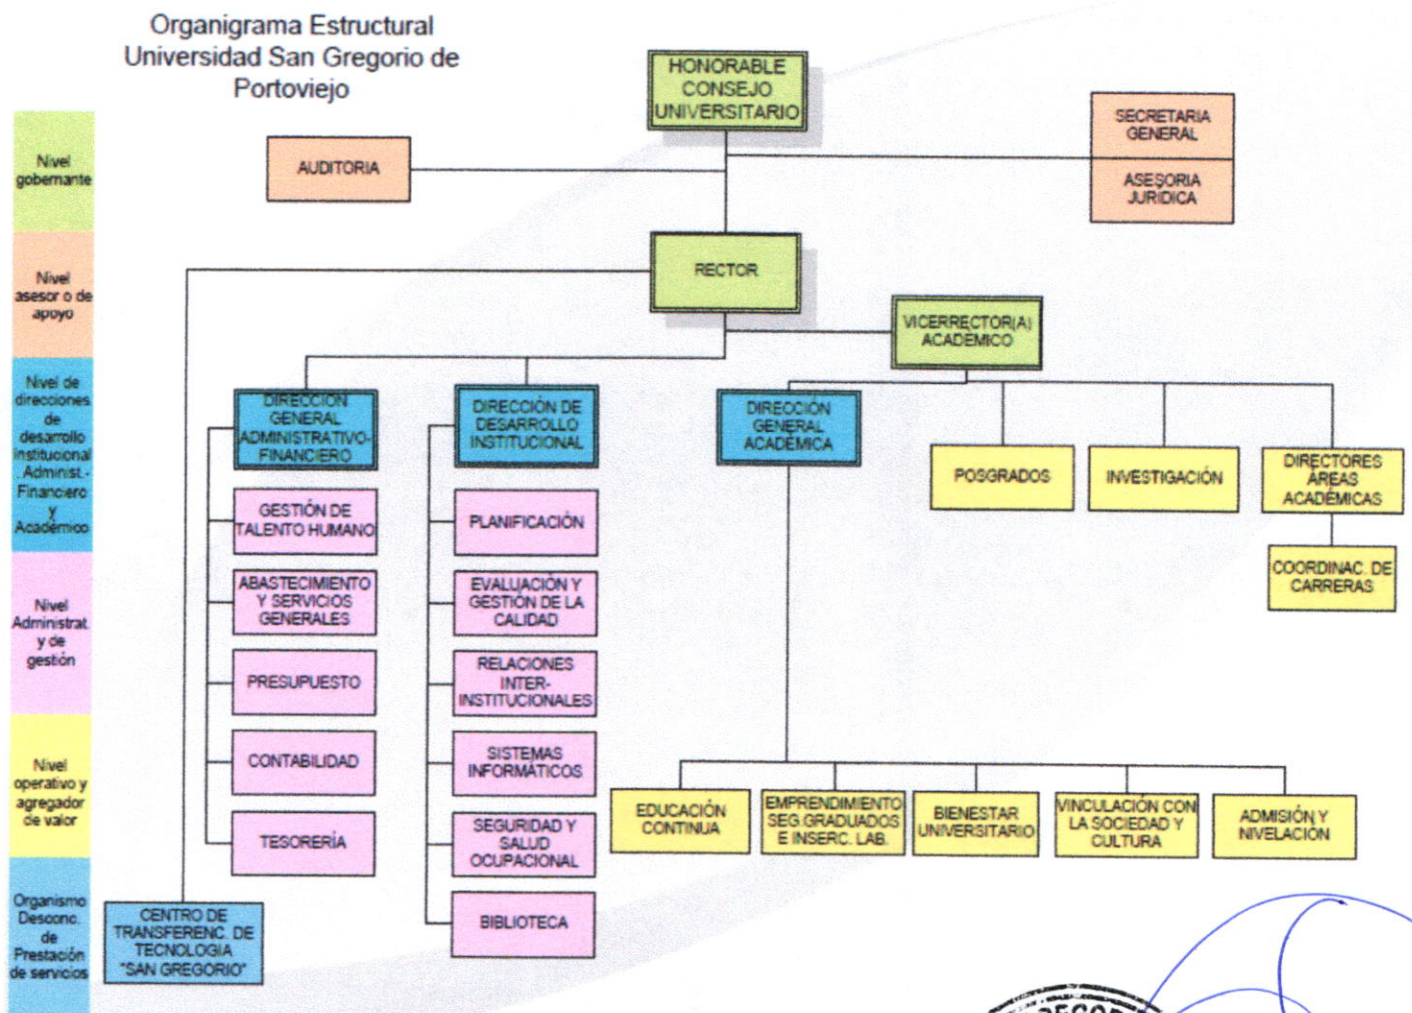 Organigrama Estructural
Universidad San Gregorio de
Portoviejo
HONORABLE
CONSEJO
UNIVERSITARIO
SECRETARIA
GENERAL
ASESORIA
JURIDICA
AUDITORIA
Nivel
gobernante
RECTOR
Nivel
asesor o de
apoyo
VICERRECTOR(A)
ACADÉMICO
Nivel de
direcciones
de
desarrollo
Institucional
. Administ.-
Financiero
y
Académico
DIRECCIÓN
GENERAL
ADMINISTRATIVO-
FINANCIERO
DIRECCIÓN DE
DESARROLLO
INSTITUCIONAL
DIRECCIÓN
GENERAL
ACADÉMICA
POSGRADOS
INVESTIGACIÓN
DIRECTORES
ÁREAS
ACADÉMICAS
COORDINAC. DE
CARRERAS
GESTIÓN DE
TALENTO HUMANO
PLANIFICACIÓN
Nivel
Administrat.
y de
gestión
ABASTECIMIENTO
Y SERVICIOS
GENERALES
EVALUACIÓN Y
GESTIÓN DE LA
CALIDAD
PRESUPUESTO
RELACIONES
INTER-
INSTITUCIONALES
Nivel
operativo y
agregador
de valor
CONTABILIDAD
SISTEMAS
INFORMÁTICOS
EDUCACIÓN
CONTINUA
EMPRENDIMIENTO
SEG.GRADUADOS
E INSERC. LAB.
BIENESTAR
UNIVERSITARIO
VINCULACIÓN CON
LA SOCIEDAD Y
CULTURA
ADMISIÓN Y
NIVELACIÓN
TESORERÍA
SEGURIDAD Y
SALUD
OCUPACIONAL
Organismo
Desconc.
de
Prestación
de servicios
CENTRO DE
TRANSFERENC. DE
TECNOLOGIA
"SAN GREGORIO"
BIBLIOTECA